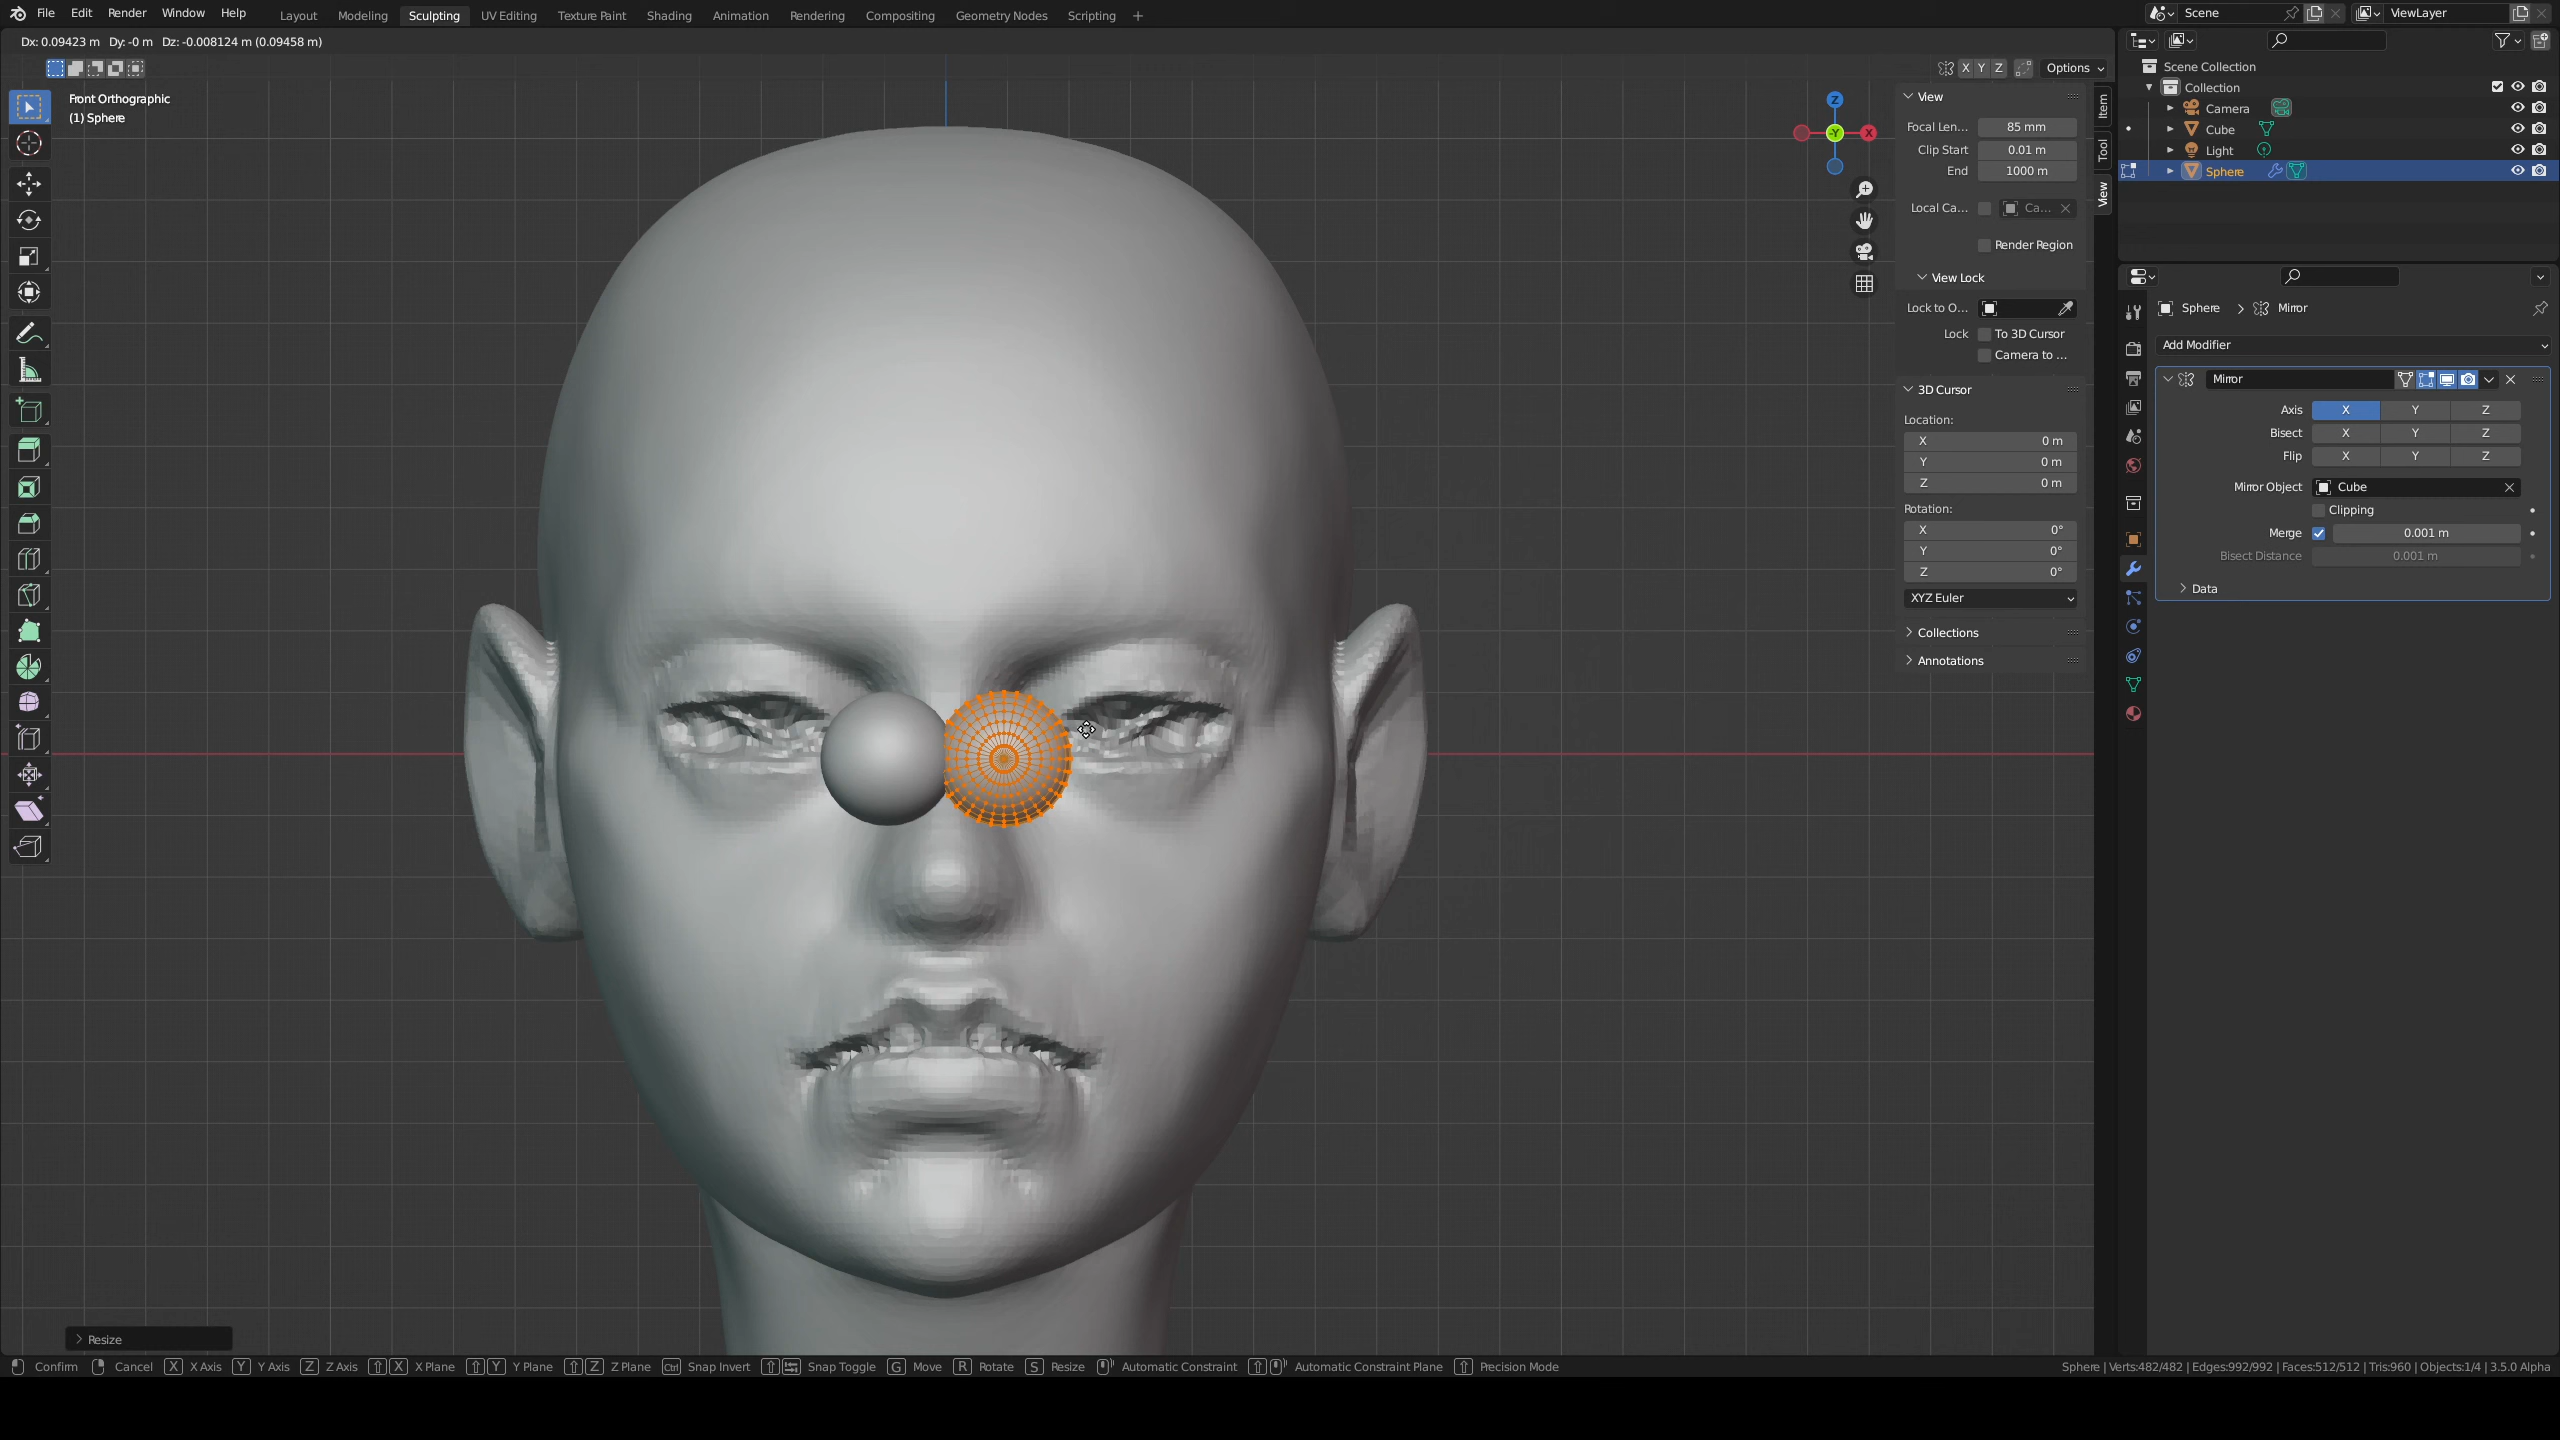 File Edit Render Window Help Layout Modeling Sculpting UV Editing Texture Paint Shading Animation Rendering Compositing Geometry Nodes Scripting + Scene ViewLayer
Dx: 0.09423 m Dy: -0 m Dz: -0.008124 m (0.09458 m)
X Y Z Options
Front Orthographic
(1) Sphere
Z
-Y
X
View
Focal Len... 85 mm
Clip Start 0.01 m
End 1000 m
Local Ca... Ca...
Render Region
View Lock
Lock to O...
Lock To 3D Cursor
Camera to ...
3D Cursor
Location:
X 0 m
Y 0 m
Z 0 m
Rotation:
X 0°
Y 0°
Z 0°
XYZ Euler
Collections
Annotations
Item
Tool
View
Scene Collection
Collection
Camera
Cube
Light
Sphere
Sphere > Mirror
Add Modifier
Mirror
Axis X Y Z
Bisect X Y Z
Flip X Y Z
Mirror Object Cube
Clipping
Merge 0.001 m
Bisect Distance 0.001 m
Data
Resize
Confirm Cancel X X Axis Y Y Axis Z Z Axis X X Plane Y Y Plane Z Z Plane Ctrl Snap Invert Snap Toggle G Move R Rotate S Resize Automatic Constraint Automatic Constraint Plane Precision Mode
Sphere | Verts:482/482 | Edges:992/992 | Faces:512/512 | Tris:960 | Objects:1/4 | 3.5.0 Alpha